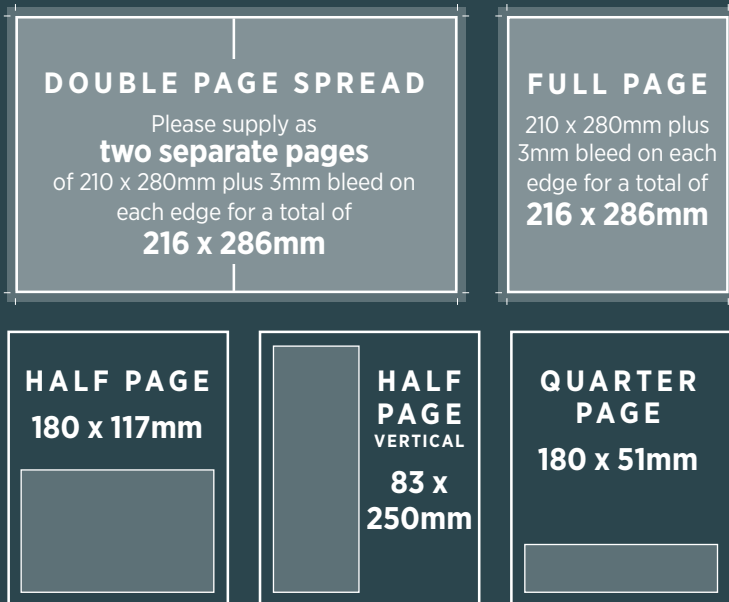 DOUBLE PAGE SPREAD
Please supply as
two separate pages
of 210 x 280mm plus 3mm bleed on
each edge for a total of
216 x 286mm
FULL PAGE
210 x 280mm plus
3mm bleed on each
edge for a total of
216 x 286mm
HALF PAGE
180 x 117mm
HALF
PAGE
VERTICAL
83 x
250mm
QUARTER
PAGE
180 x 51mm